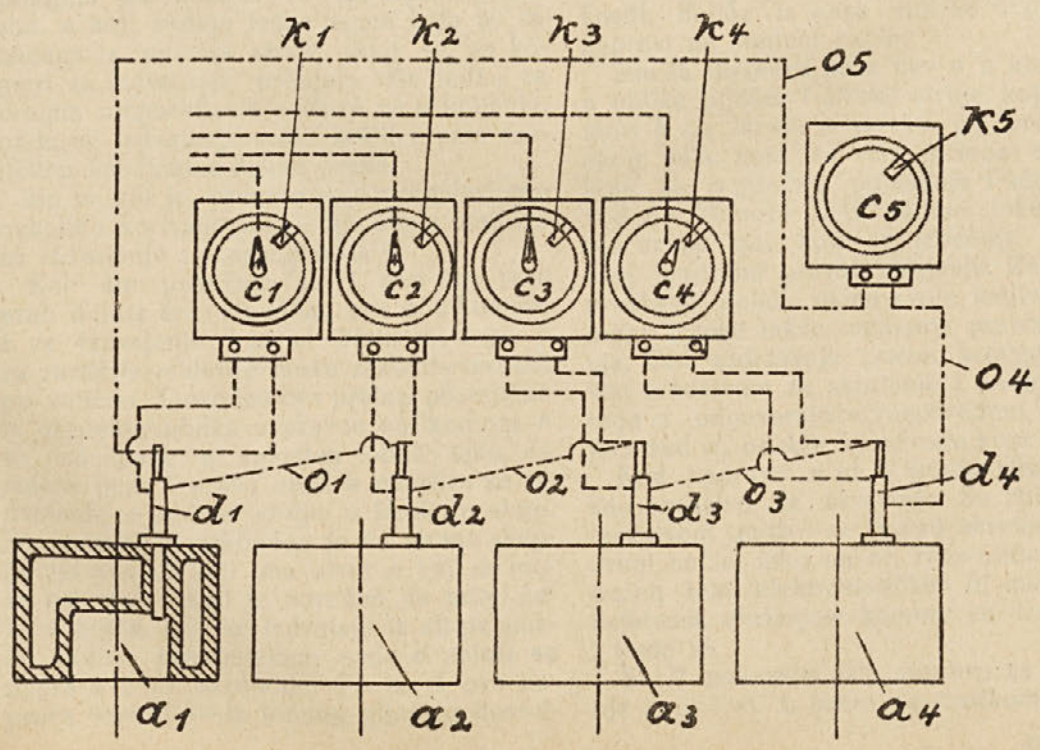 k1 k2 k3 k4
o5
k5
c1 c2 c3 c4 c5
o4
o1 o2 o3
d1 d2 d3 d4
a1 a2 a3 a4